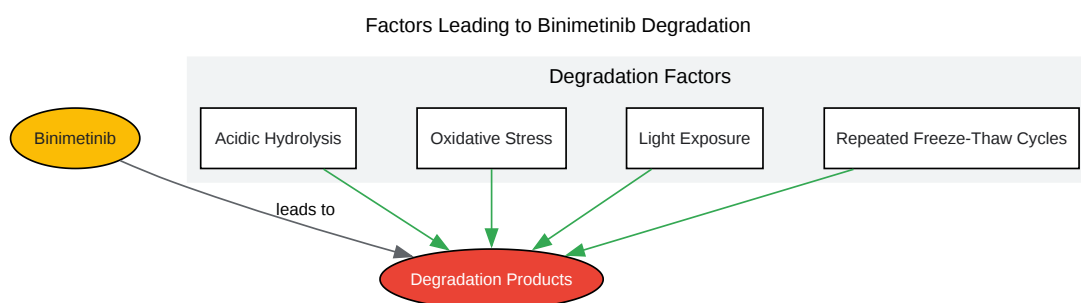 Factors Leading to Binimetinib Degradation
Degradation Factors
Binimetinib
Acidic Hydrolysis
Oxidative Stress
Light Exposure
Repeated Freeze-Thaw Cycles
leads to
Degradation Products